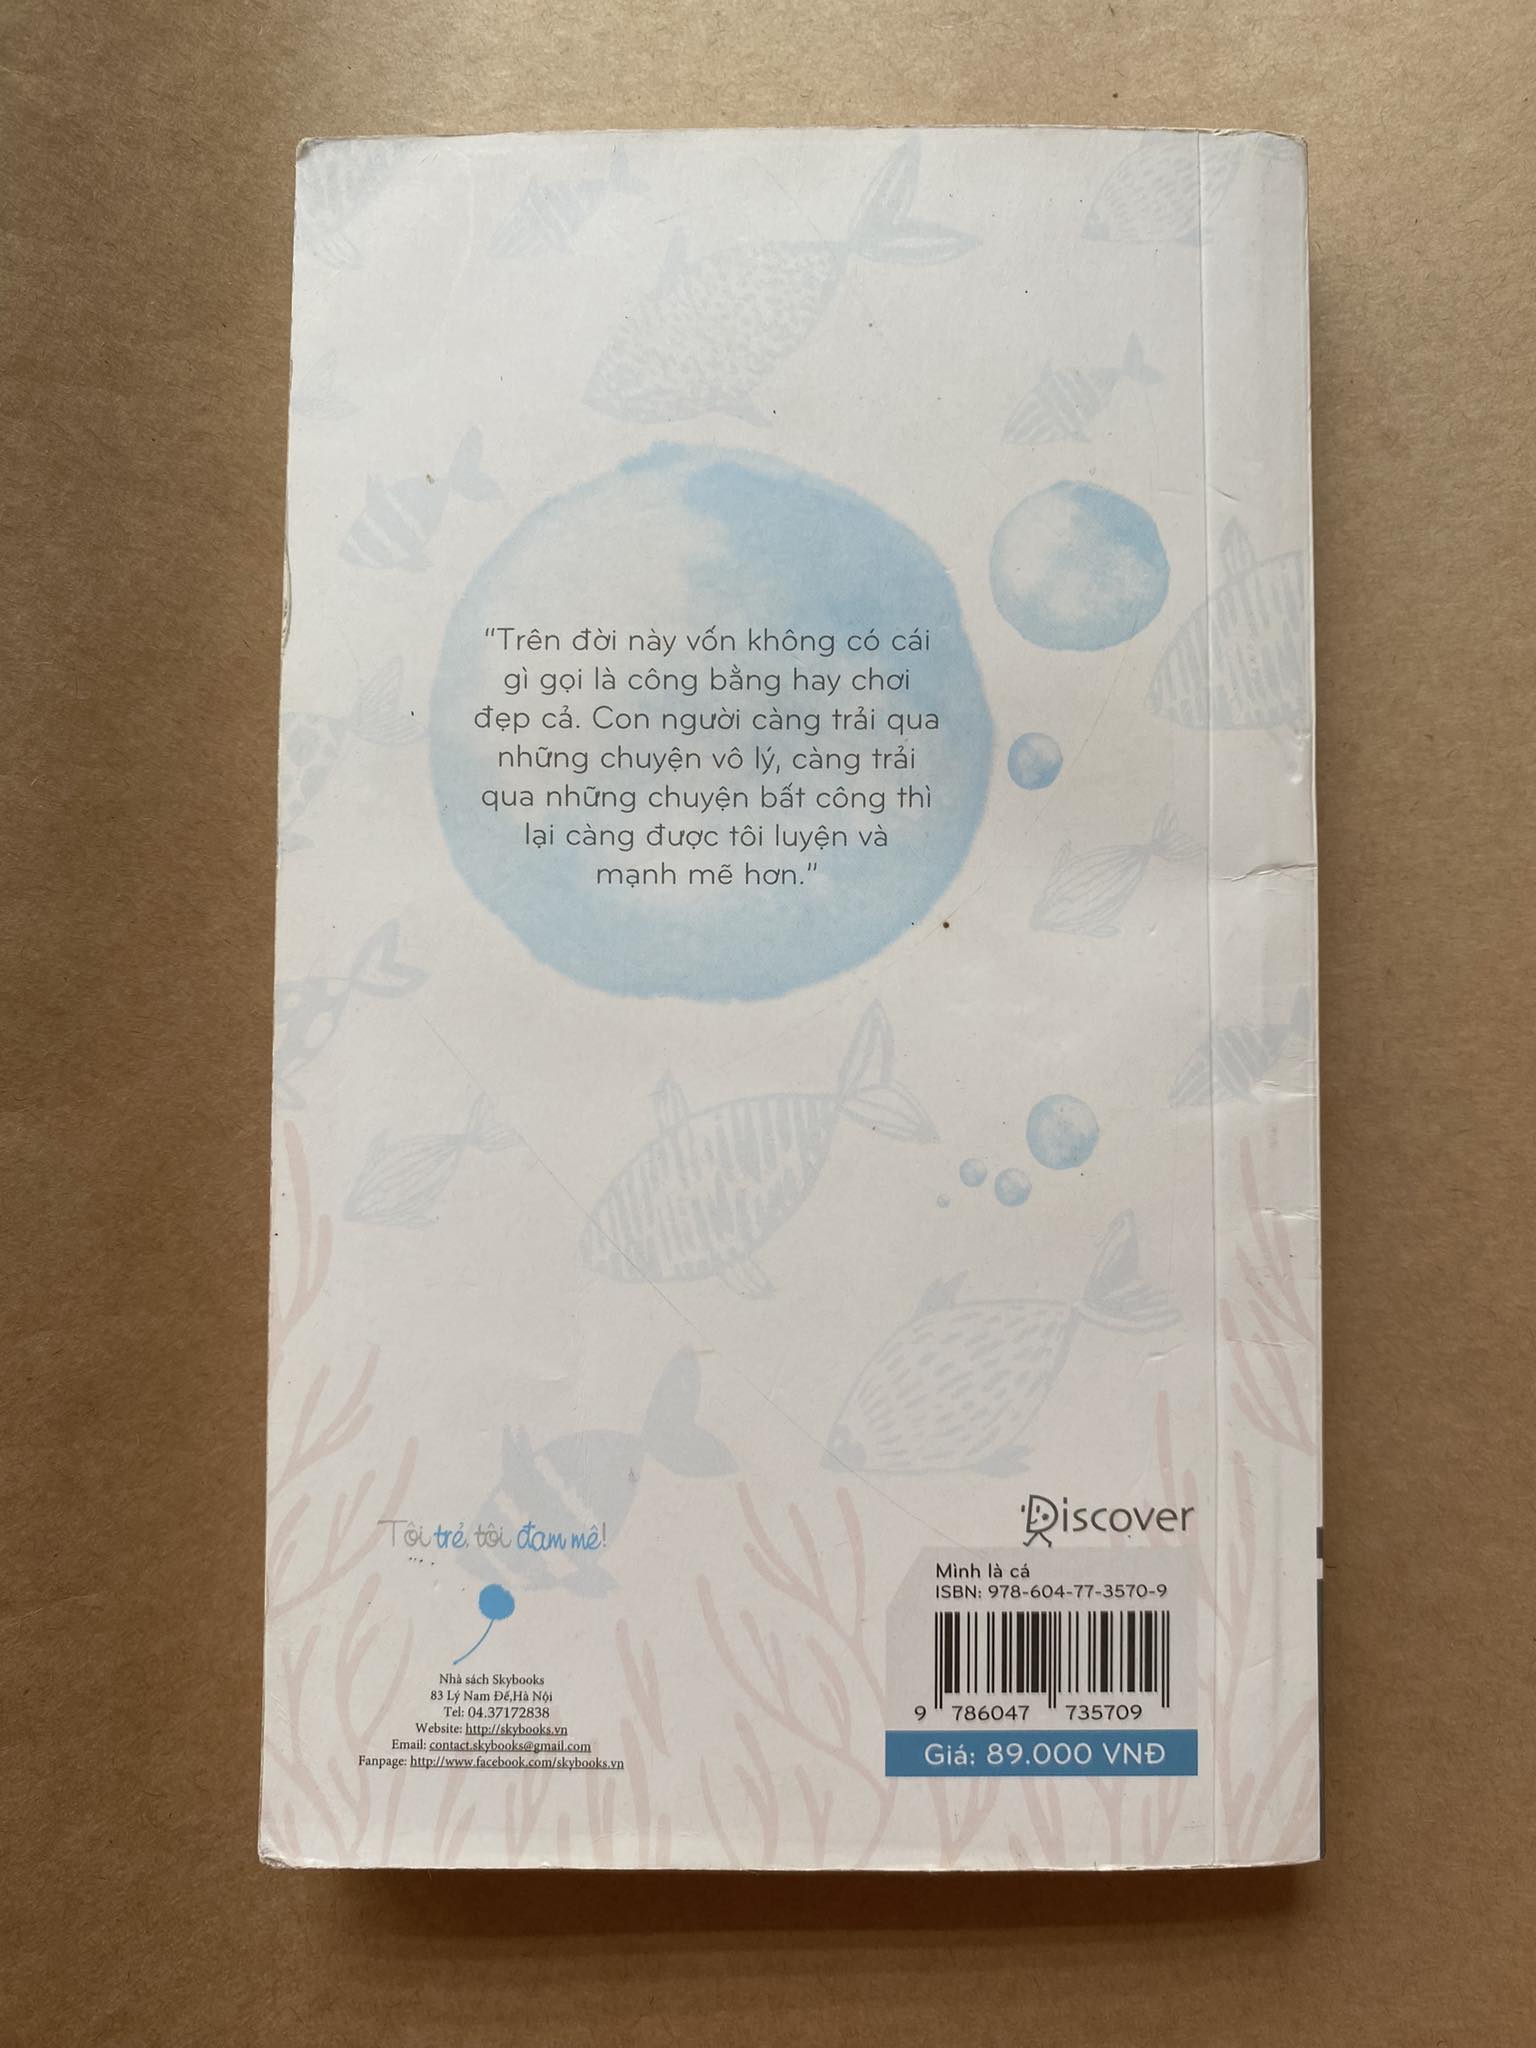 "Trên đời này vốn không có cái
gì gọi là công bằng hay chơi
đẹp cả. Con người càng trải qua
những chuyện vô lý, càng trải
qua những chuyện bất công thì
lại càng được tôi luyện và
mạnh mẽ hơn."
Tôi trẻ, tôi đam mê!
Nhà sách Skybooks
83 Lý Nam Đế,Hà Nội
Tel: 04.37172838
Website: http://skybooks.vn
Email: contact.skybooks@gmail.com
Fanpage: http://www.facebook.com/skybooks.vn
Discover
Mình là cá
ISBN: 978-604-77-3570-9
9 786047 735709
Giá: 89.000 VNĐ